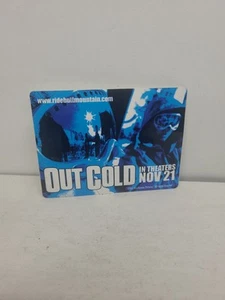 www.ridebullmountain.com
OUT COLD
IN THEATERS
NOV 21